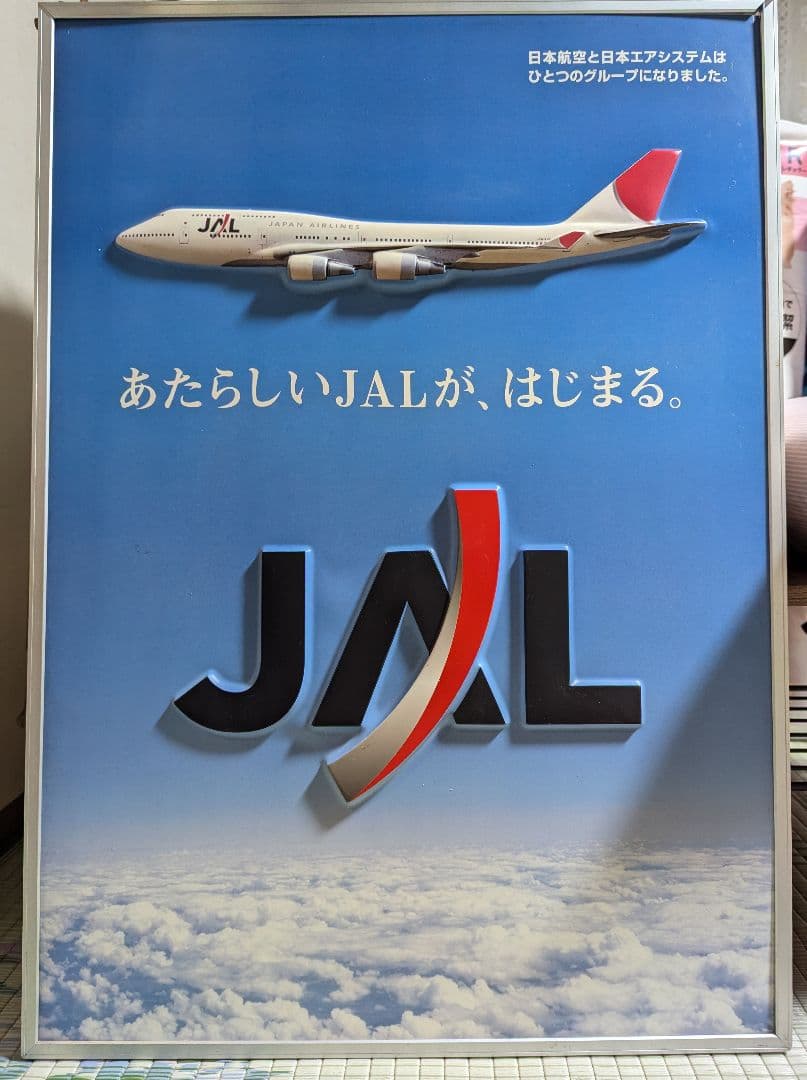 日本航空と日本エアシステムは
ひとつのグループになりました。
JAL JAPAN AIRLINES
あたらしいJALが、はじまる。
JAL